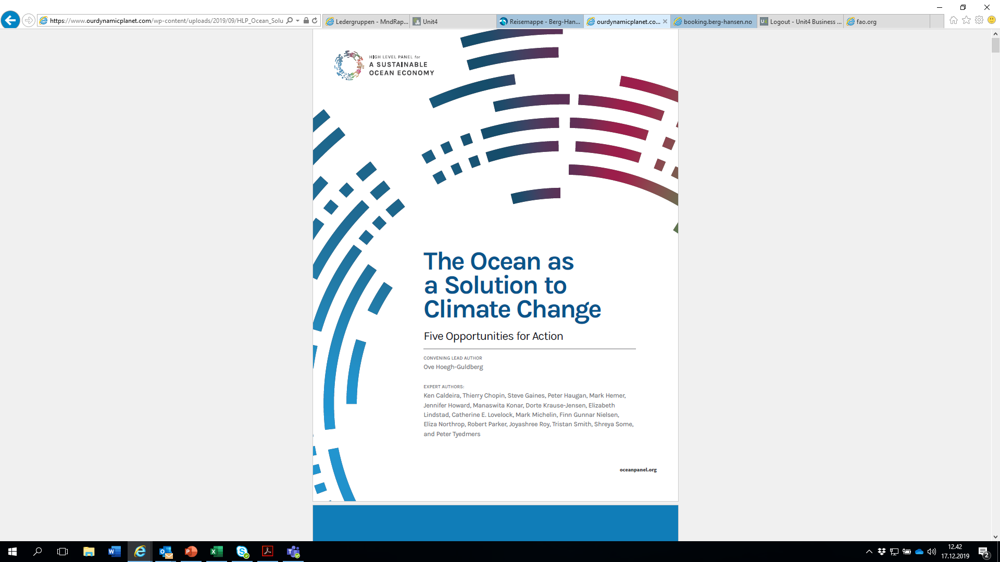 https://www.ourdynamicplanet.com/wp-content/uploads/2019/09/HLP_Ocean_Solu
Ledergruppen - MndRap...
Unit4
Reisemappe - Berg-Han...
ourdynamicplanet.co...
booking.berg-hansen.no
Logout - Unit4 Business ...
fao.org
HIGH LEVEL PANEL for
A SUSTAINABLE
OCEAN ECONOMY
The Ocean as
a Solution to
Climate Change
Five Opportunities for Action
CONVENING LEAD AUTHOR
Ove Hoegh-Guldberg
EXPERT AUTHORS:
Ken Caldeira, Thierry Chopin, Steve Gaines, Peter Haugan, Mark Hemer,
Jennifer Howard, Manaswita Konar, Dorte Krause-Jensen, Elizabeth
Lindstad, Catherine E. Lovelock, Mark Michelin, Finn Gunnar Nielsen,
Eliza Northrop, Robert Parker, Joyashree Roy, Tristan Smith, Shreya Some,
and Peter Tyedmers
oceanpanel.org
12.42
17.12.2019
2